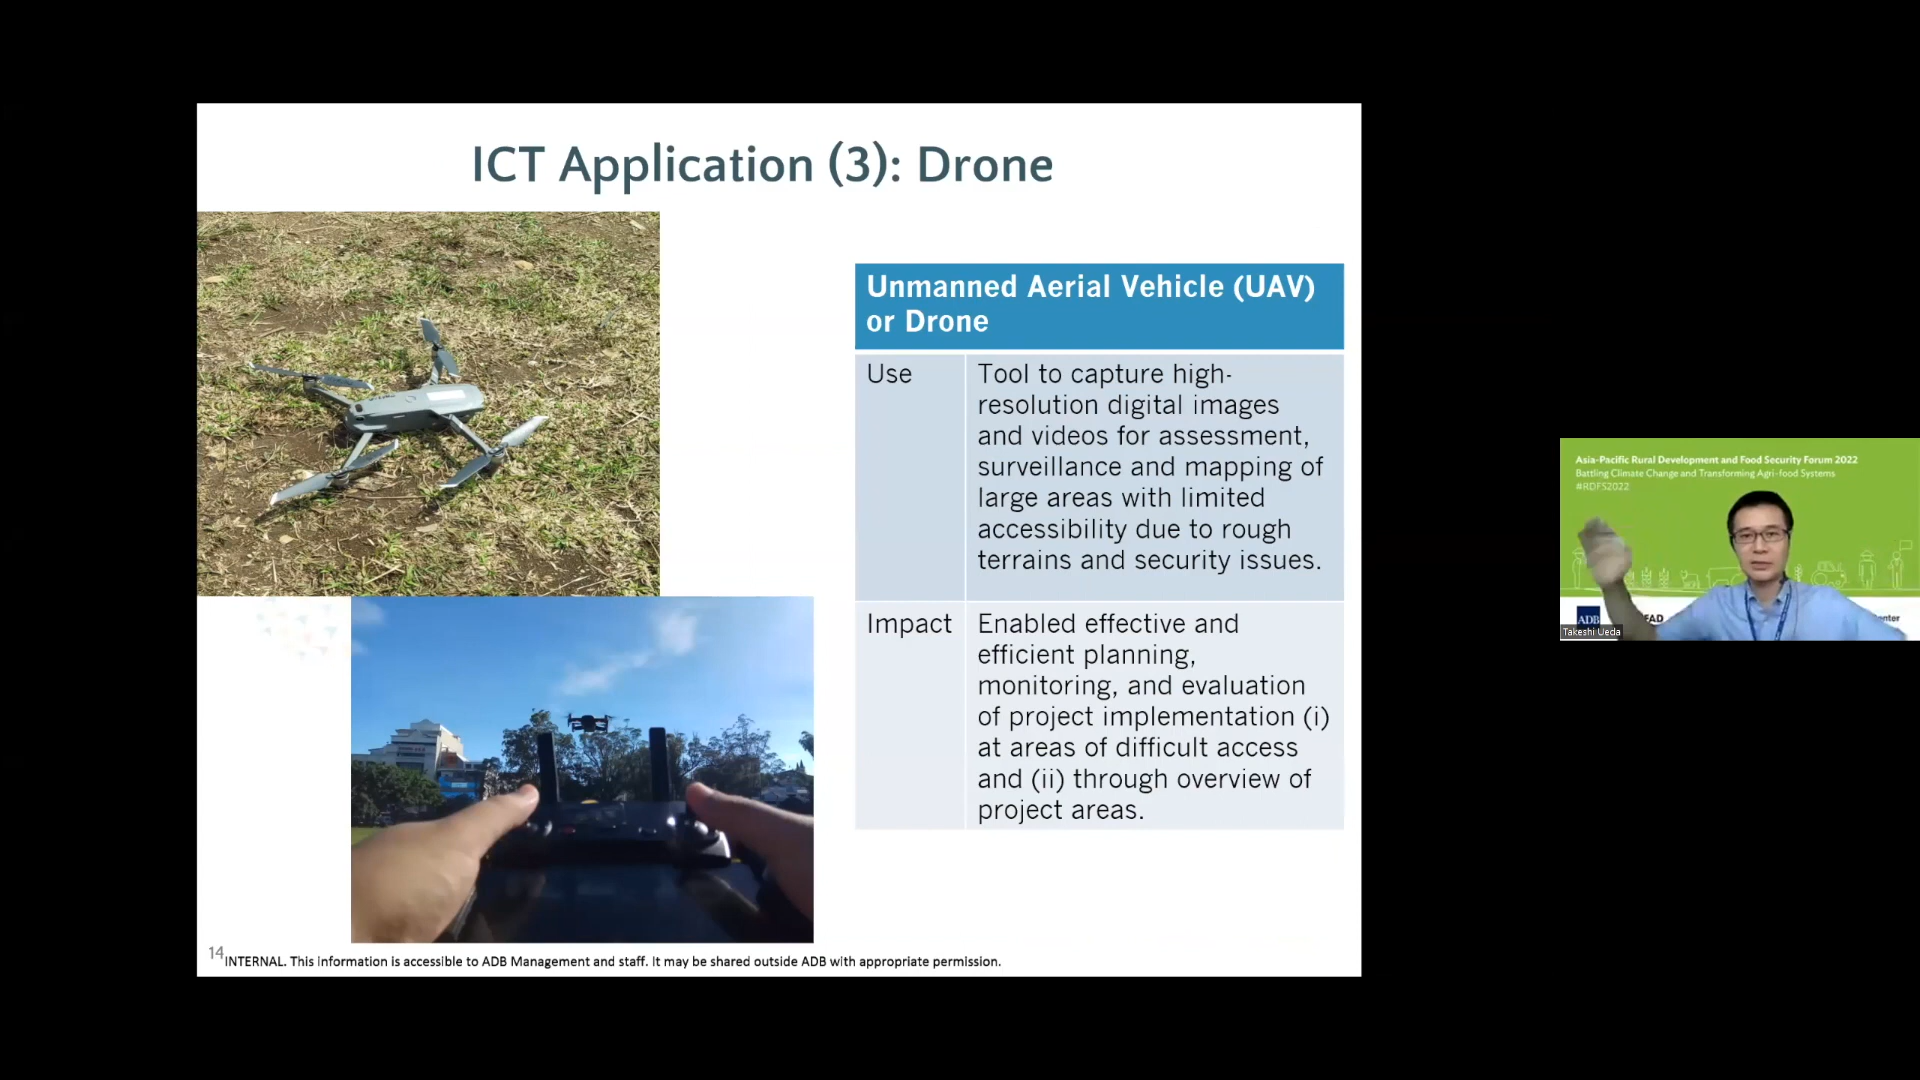 ICT Application (3): Drone
Unmanned Aerial Vehicle (UAV)
or Drone
Use
Tool to capture high-
resolution digital images
and videos for assessment,
surveillance and mapping of
large areas with limited
accessibility due to rough
terrains and security issues.
Impact
Enabled effective and
efficient planning,
monitoring, and evaluation
of project implementation (i)
at areas of difficult access
and (ii) through overview of
project areas.
14
INTERNAL. This information is accessible to ADB Management and staff. It may be shared outside ADB with appropriate permission.
Asia-Pacific Rural Development and Food Security Forum 2022
Battling Climate Change and Transforming Agri-food Systems
#RDFS2022
ADB
Takeshi Ueda